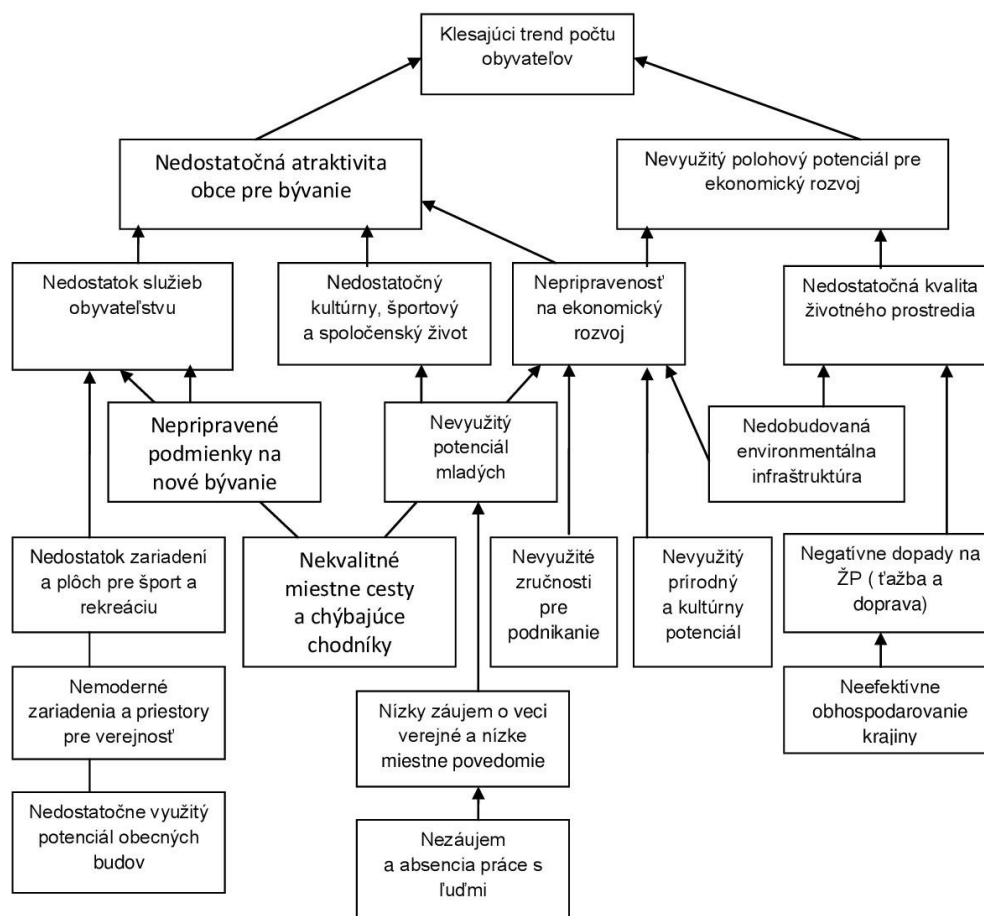 Klesajúci trend počtu
obyvateľov
Nedostatočná atraktivita
obce pre bývanie
Nevyužitý polohový potenciál pre
ekonomický rozvoj
Nedostatok služieb
obyvateľstvu
Nedostatočný
kultúrny, športový
a spoločenský život
Nepripravenosť
na ekonomický
rozvoj
Nedostatočná kvalita
životného prostredia
Nepripravené
podmienky na
nové bývanie
Nevyužitý
potenciál
mladých
Nedobudovaná
environmentálna
infraštruktúra
Nedostatok zariadení
a plôch pre šport a
rekreáciu
Nekvalitné
miestne cesty
a chýbajúce
chodníky
Nevyužité
zručnosti
pre
podnikanie
Nevyužitý
prírodný
a kultúrny
potenciál
Negatívne dopady na
ŽP ( ťažba a
doprava)
Nemoderné
zariadenia a priestory
pre verejnosť
Nízky záujem o veci
verejné a nízke
miestne povedomie
Neefektívne
obhospodarovanie
krajiny
Nedostatočne využitý
potenciál obecných
budov
Nezáujem
a absencia práce s
ľuďmi